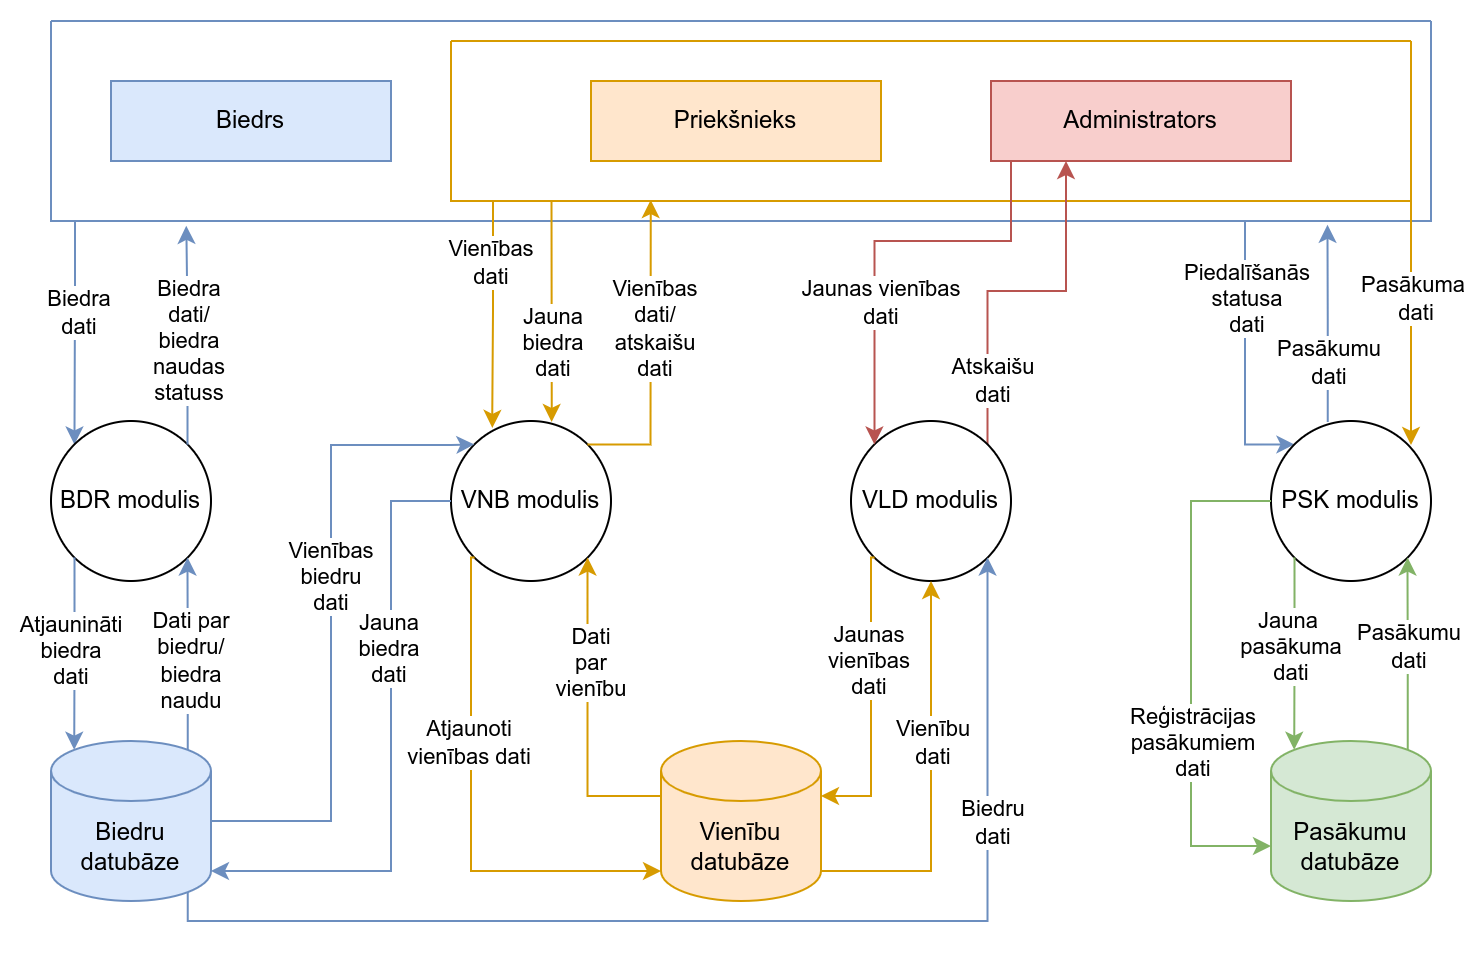 Biedrs
Priekšnieks
Administrators
Biedra
dati
Biedra
dati/
biedra
naudas
statuss
Vienības
dati
Jauna
biedra
dati
Vienības
dati/
atskaišu
dati
Jaunas vienības
dati
Atskaišu
dati
Piedalīšanās
statusa
dati
Pasākumu
dati
Pasākuma
dati
BDR modulis
VNB modulis
VLD modulis
PSK modulis
Atjaunināti
biedra
dati
Dati par
biedru/
biedra
naudu
Vienības
biedru
dati
Jauna
biedra
dati
Atjaunoti
vienības dati
Dati
par
vienību
Jaunas
vienības
dati
Vienību
dati
Biedru
dati
Reģistrācijas
pasākumiem
dati
Jauna
pasākuma
dati
Pasākumu
dati
Biedru
datubāze
Vienību
datubāze
Pasākumu
datubāze